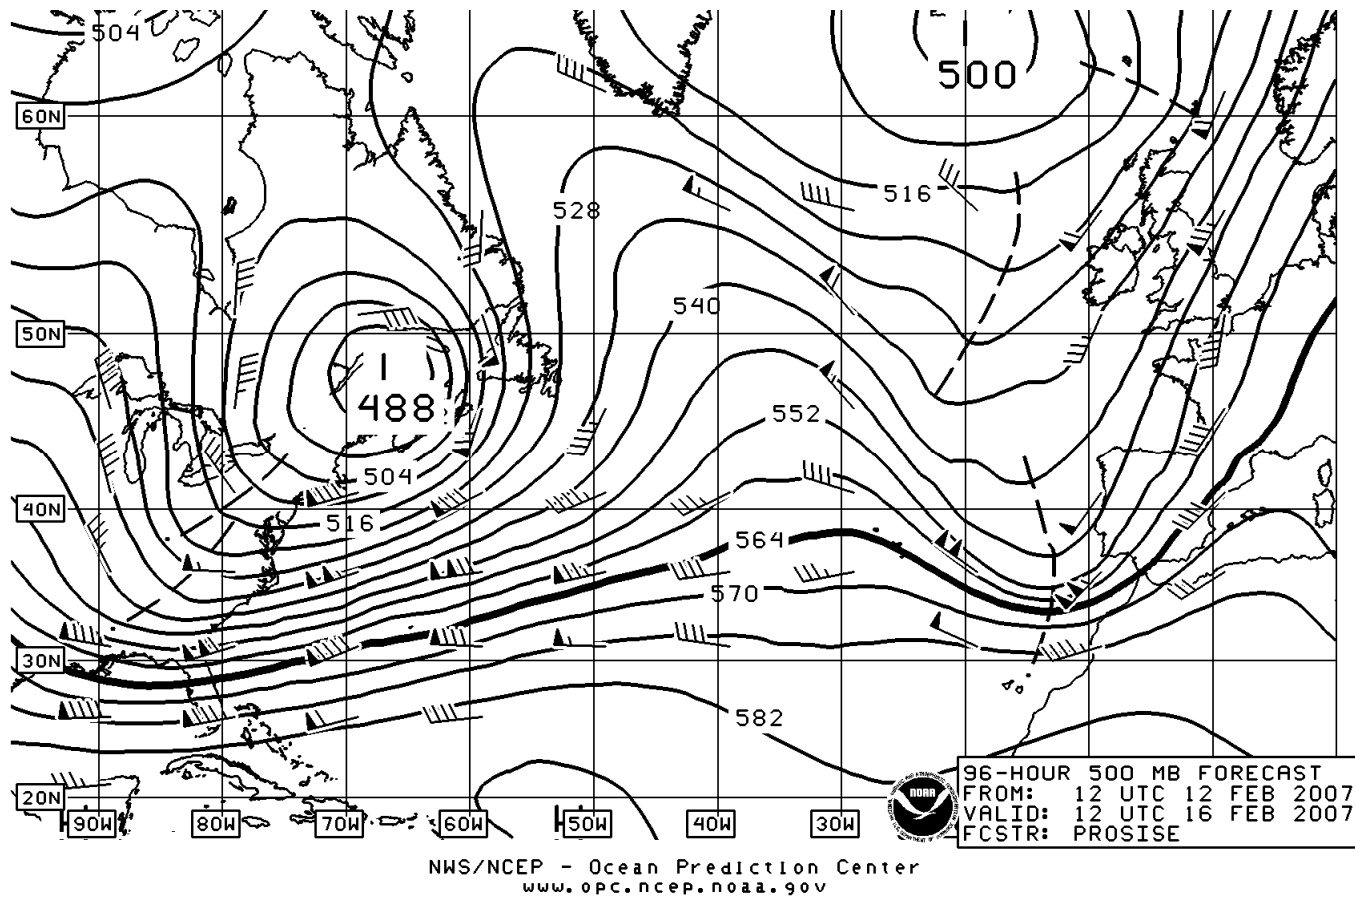 504
500
60N
516
528
540
50N
488
552
504
40N
516
564
570
30N
582
20N
90W 80W 70W 60W 50W 40W 30W
NOAA
96-HOUR 500 MB FORECAST
FROM: 12 UTC 12 FEB 2007
VALID: 12 UTC 16 FEB 2007
FCSTR: PROSISE
NWS/NCEP - Ocean Prediction Center
www.opc.ncep.noaa.gov